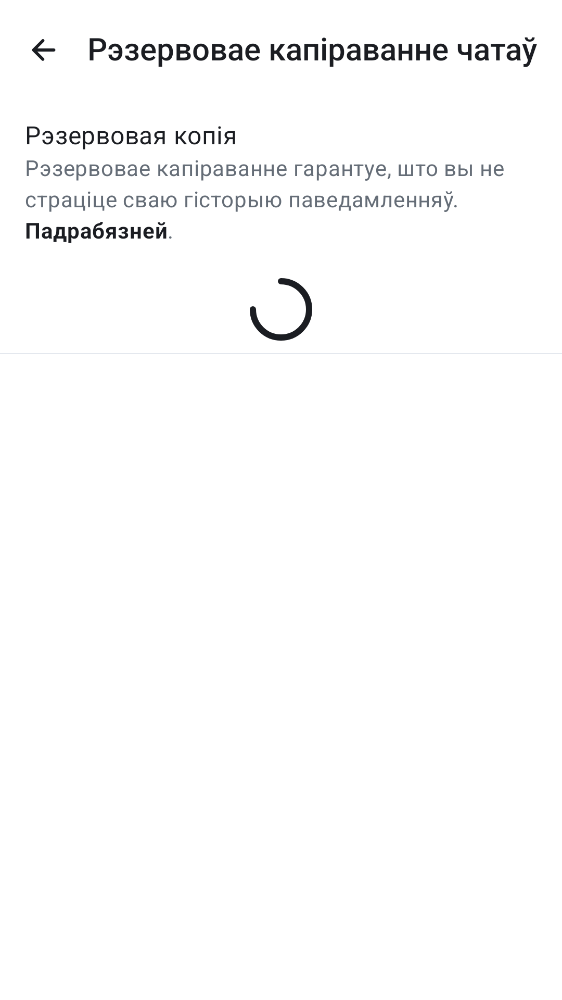 Рэзервовае капіраванне чатаў
Рэзервовая копія
Рэзервовае капіраванне гарантуе, што вы не
страціце сваю гісторыю паведамленняў.
Падрабязней.